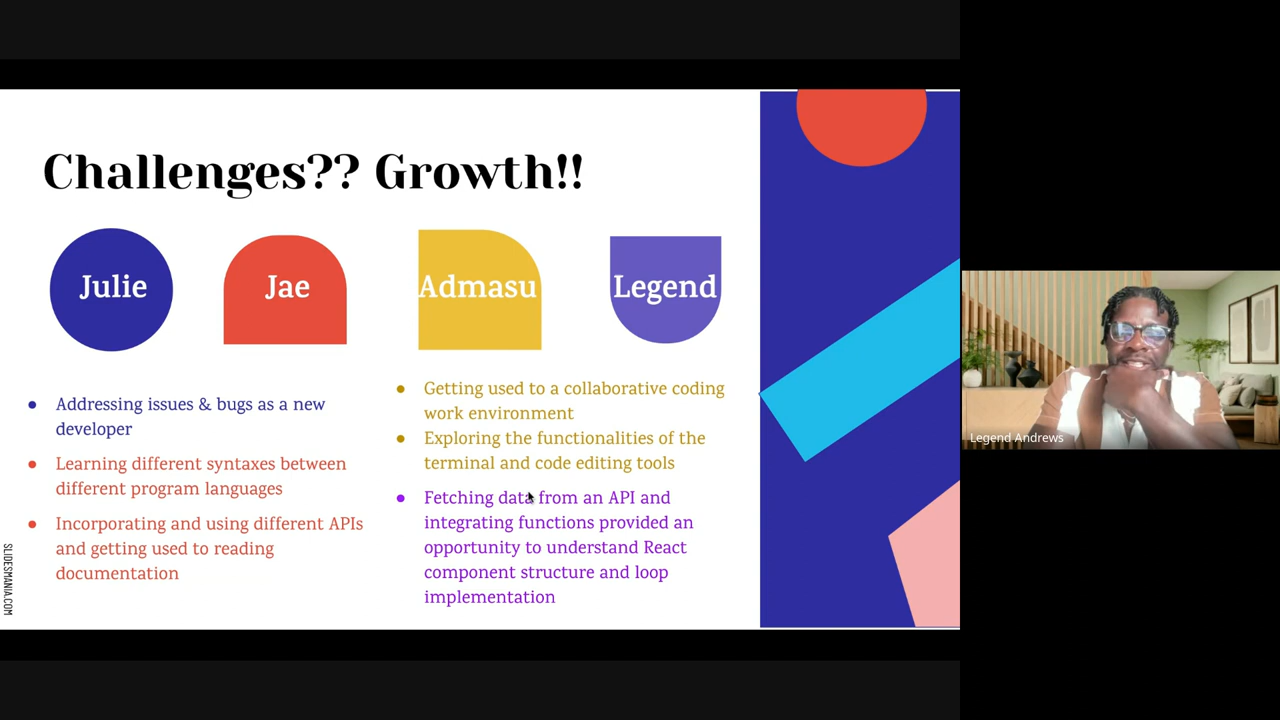 Challenges?? Growth!!
Julie
Jae
Admasu
Legend
Addressing issues & bugs as a new
developer
Learning different syntaxes between
different program languages
Incorporating and using different APIs
and getting used to reading
documentation
Getting used to a collaborative coding
work environment
Exploring the functionalities of the
terminal and code editing tools
Fetching data from an API and
integrating functions provided an
opportunity to understand React
component structure and loop
implementation
SLIDESMANIA.COM
Legend Andrews